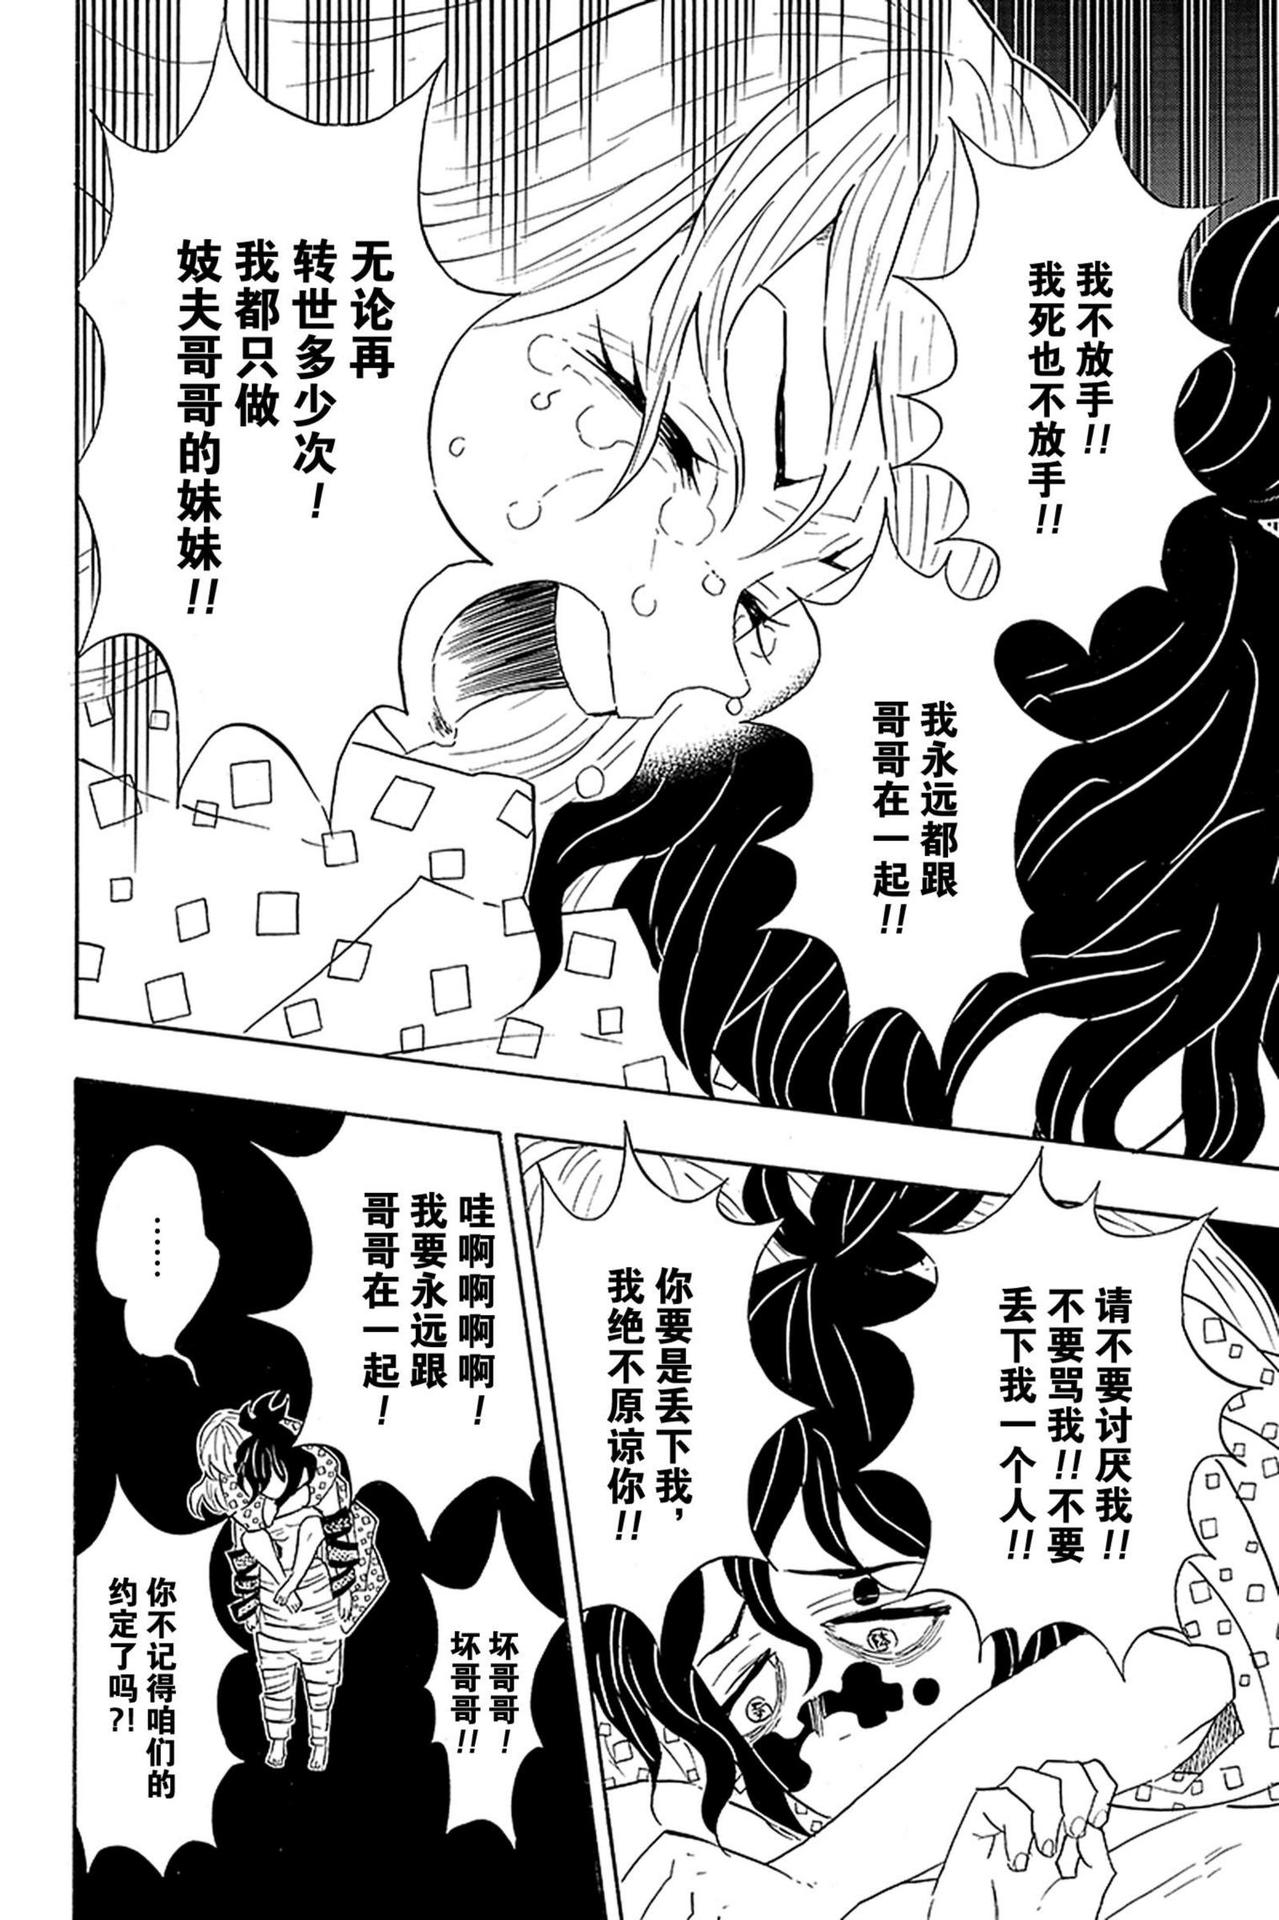 我不放手!!
我死也不放手!!
我永远都跟
哥哥在一起!!
无论再
转世多少次!
我都只做
妓夫哥哥的妹妹!!
请不要讨厌我!!
不要骂我!!不要
丢下我一个人!!
你要是丢下我，
我绝不原谅你!!
哇啊啊啊啊!
我要永远跟
哥哥在一起!
坏哥哥!
坏哥哥!!
你不记得咱们的
约定了吗?!
……